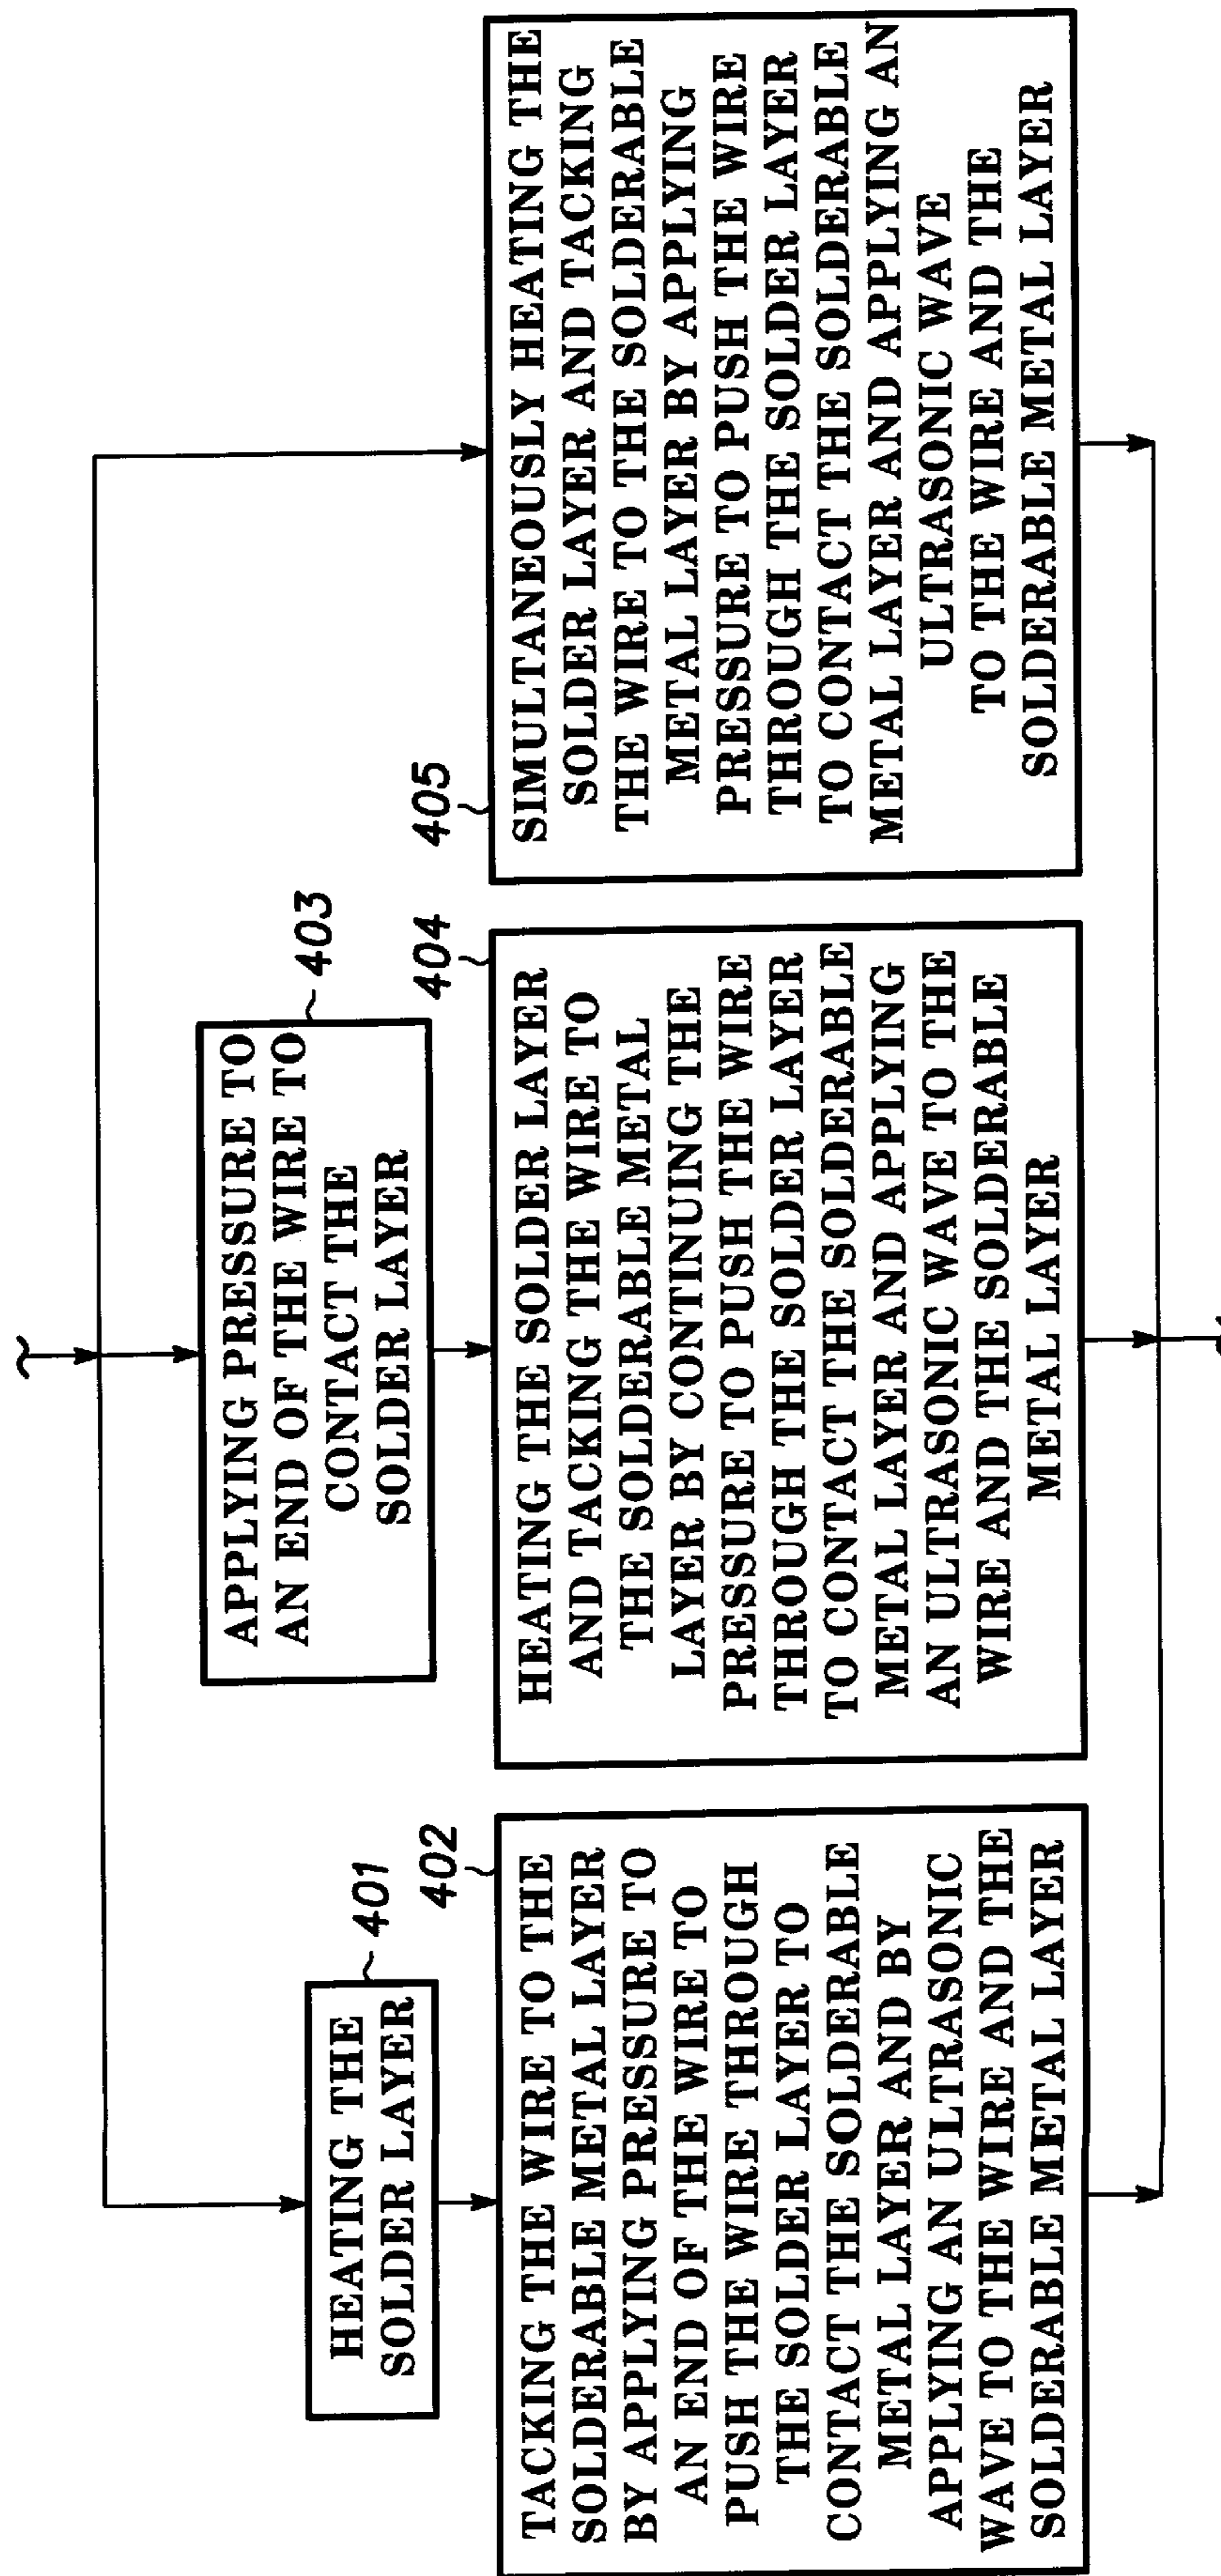 401
HEATING THE
SOLDER LAYER
402
TACKING THE WIRE TO THE
SOLDERABLE METAL LAYER
BY APPLYING PRESSURE TO
AN END OF THE WIRE TO
PUSH THE WIRE THROUGH
THE SOLDER LAYER TO
CONTACT THE SOLDERABLE
METAL LAYER AND BY
APPLYING AN ULTRASONIC
WAVE TO THE WIRE AND THE
SOLDERABLE METAL LAYER
403
APPLYING PRESSURE TO
AN END OF THE WIRE TO
CONTACT THE
SOLDER LAYER
404
HEATING THE SOLDER LAYER
AND TACKING THE WIRE TO
THE SOLDERABLE METAL
LAYER BY CONTINUING THE
PRESSURE TO PUSH THE WIRE
THROUGH THE SOLDER LAYER
TO CONTACT THE SOLDERABLE
METAL LAYER AND APPLYING
AN ULTRASONIC WAVE TO THE
WIRE AND THE SOLDERABLE
METAL LAYER
405
SIMULTANEOUSLY HEATING THE
SOLDER LAYER AND TACKING
THE WIRE TO THE SOLDERABLE
METAL LAYER BY APPLYING
PRESSURE TO PUSH THE WIRE
THROUGH THE SOLDER LAYER
TO CONTACT THE SOLDERABLE
METAL LAYER AND APPLYING AN
ULTRASONIC WAVE
TO THE WIRE AND THE
SOLDERABLE METAL LAYER